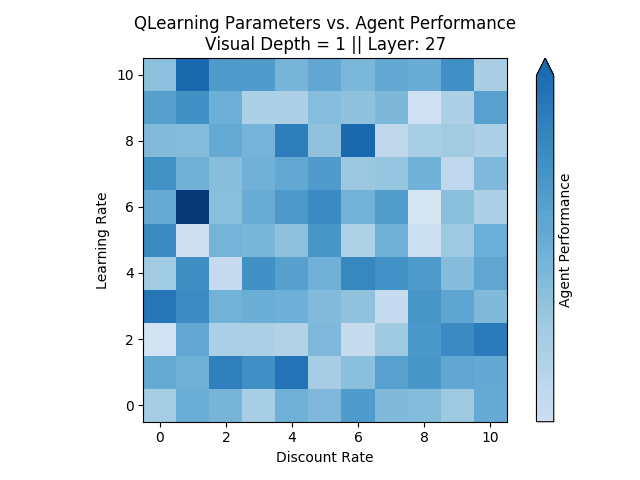 QLearning Parameters vs. Agent Performance
Visual Depth = 1 || Layer: 27
10
8
6
4
2
0
Learning Rate
0 2 4 6 8 10
Discount Rate
Agent Performance